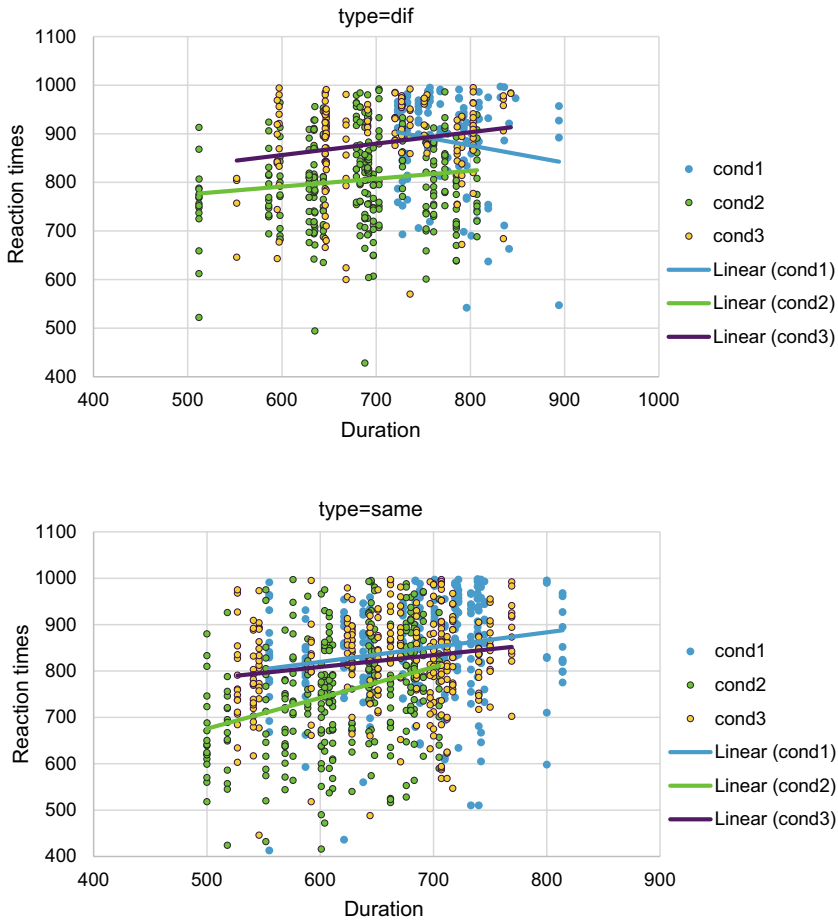 type=dif
1100
1000
900
800
700
600
500
400
400 500 600 700 800 900 1000
Reaction times
Duration
cond1
cond2
cond3
Linear (cond1)
Linear (cond2)
Linear (cond3)
type=same
1100
1000
900
800
700
600
500
400
400 500 600 700 800 900
Reaction times
Duration
cond1
cond2
cond3
Linear (cond1)
Linear (cond2)
Linear (cond3)